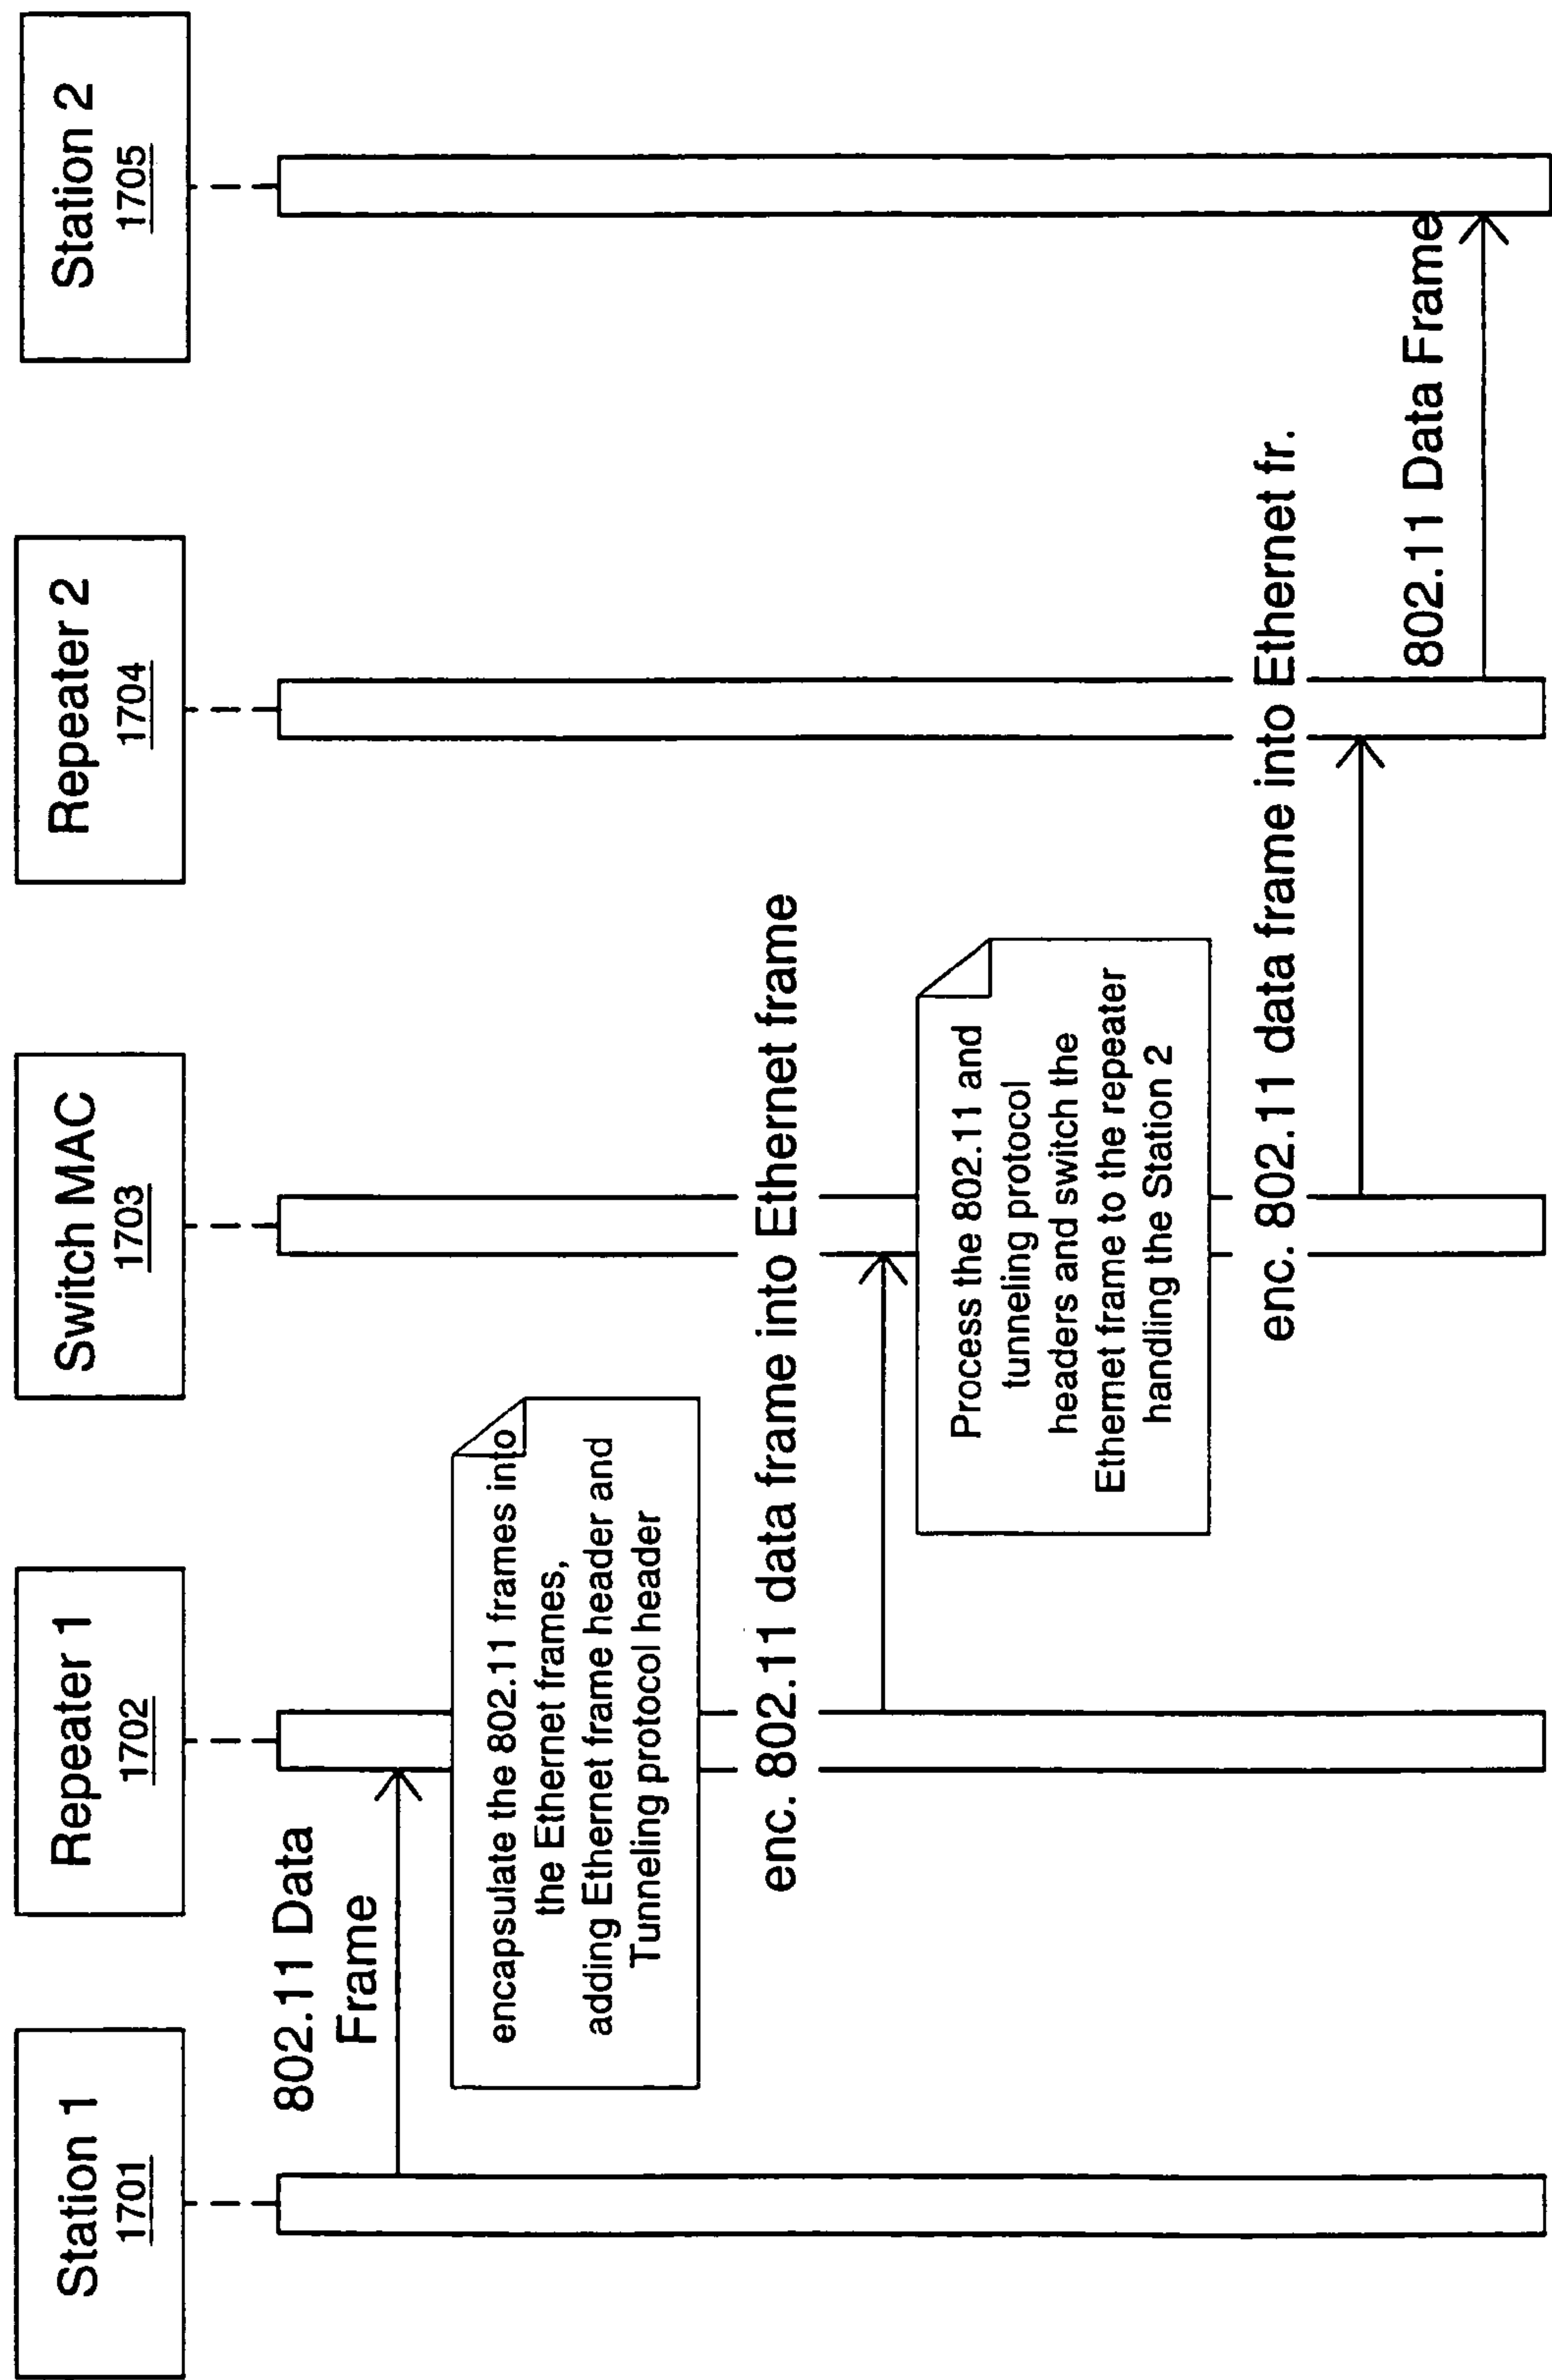 Station 1
1701
Repeater 1
1702
Switch MAC
1703
Repeater 2
1704
Station 2
1705
802.11 Data
Frame
encapsulate the 802.11 frames into
the Ethernet frames,
adding Ethernet frame header and
Tunneling protocol header
enc. 802.11 data frame into Ethernet frame
Process the 802.11 and
tunneling protocol
headers and switch the
Ethernet frame to the repeater
handling the Station 2
enc. 802.11 data frame into Ethernet fr.
802.11 Data Frame